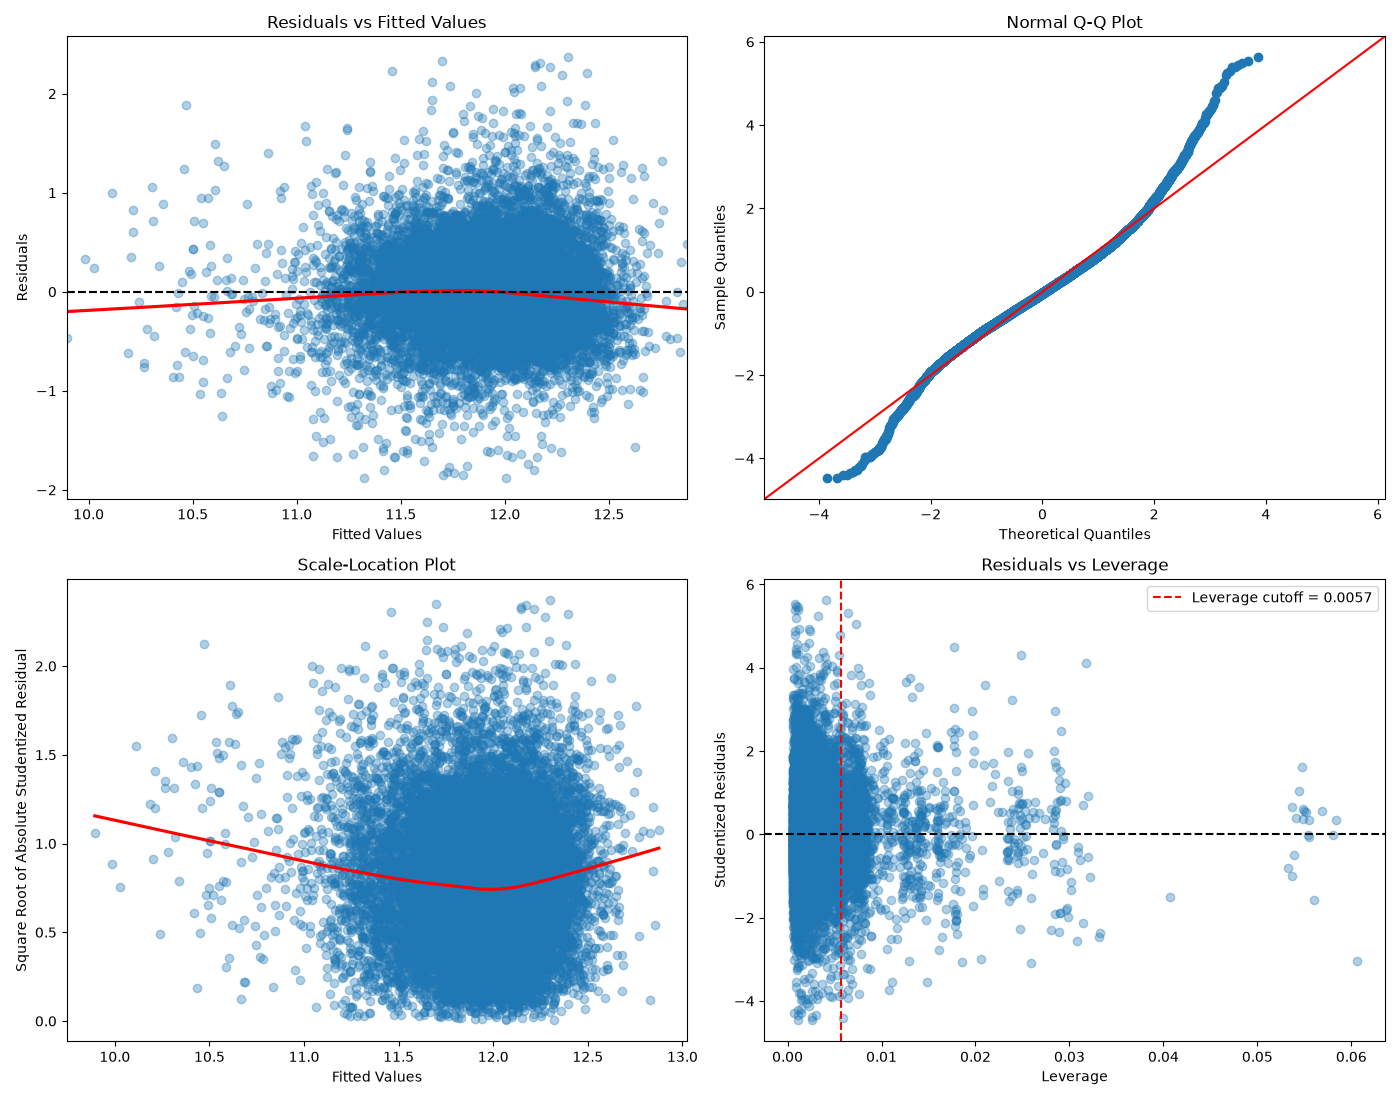 Residuals vs Fitted Values
Residuals
2
1
0
−1
−2
10.0 10.5 11.0 11.5 12.0 12.5
Fitted Values
Normal Q-Q Plot
Sample Quantiles
6
4
2
0
−2
−4
−4 −2 0 2 4 6
Theoretical Quantiles
Scale-Location Plot
Square Root of Absolute Studentized Residual
2.0
1.5
1.0
0.5
0.0
10.0 10.5 11.0 11.5 12.0 12.5 13.0
Fitted Values
Residuals vs Leverage
Leverage cutoff = 0.0057
Studentized Residuals
6
4
2
0
−2
−4
0.00 0.01 0.02 0.03 0.04 0.05 0.06
Leverage